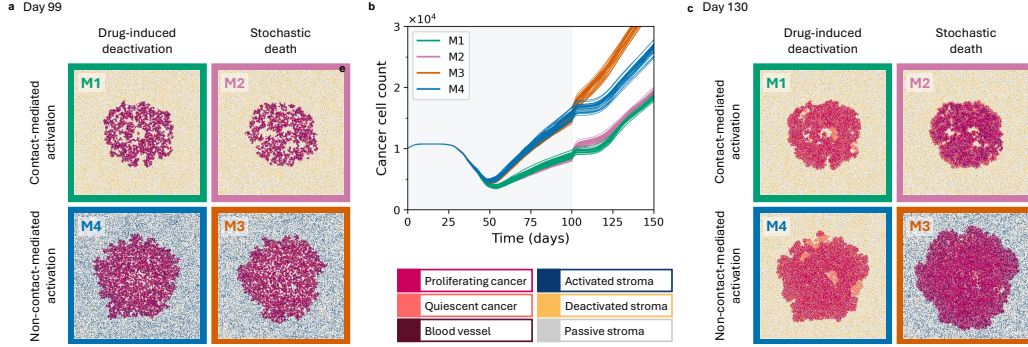 a Day 99
Drug-induced
deactivation
Stochastic
death
Contact-mediated
activation
Non-contact-mediated
activation
M1
M2
e
M4
M3
b
×10⁴
3
2
1
0
Cancer cell count
M1
M2
M3
M4
0 25 50 75 100 125 150
Time (days)
Proliferating cancer
Activated stroma
Quiescent cancer
Deactivated stroma
Blood vessel
Passive stroma
c Day 130
Drug-induced
deactivation
Stochastic
death
Contact-mediated
activation
Non-contact-mediated
activation
M1
M2
M4
M3